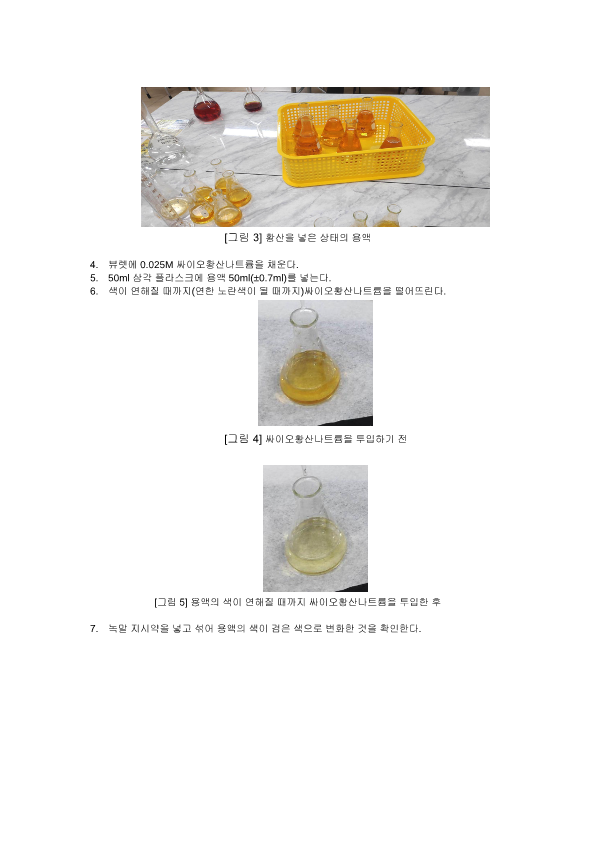 [그림 3] 황산을 넣은 상태의 용액
4. 뷰렛에 0.025M 싸이오황산나트륨을 채운다.
5. 50ml 삼각 플라스크에 용액 50ml(±0.7ml)를 넣는다.
6. 색이 연해질 때까지(연한 노란색이 될 때까지)싸이오황산나트륨을 떨어뜨린다.
[그림 4] 싸이오황산나트륨을 투입하기 전
[그림 5] 용액의 색이 연해질 때까지 싸이오황산나트륨을 투입한 후
7. 녹말 지시약을 넣고 섞어 용액의 색이 검은 색으로 변화한 것을 확인한다.